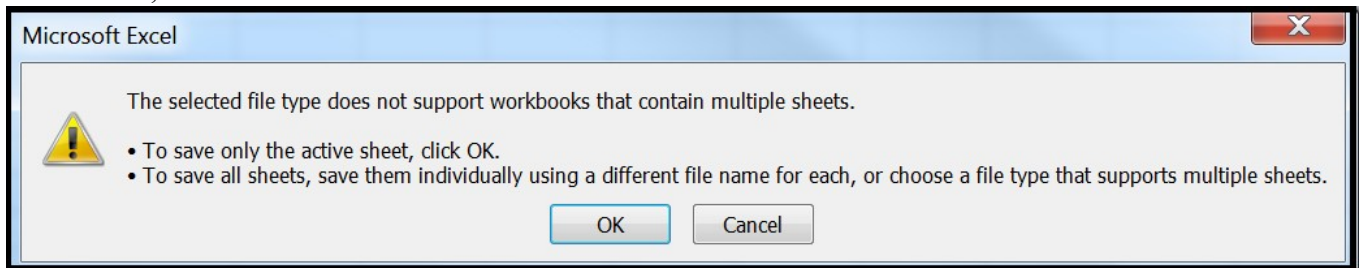 Microsoft Excel
X
The selected file type does not support workbooks that contain multiple sheets.
• To save only the active sheet, click OK.
• To save all sheets, save them individually using a different file name for each, or choose a file type that supports multiple sheets.
OK Cancel